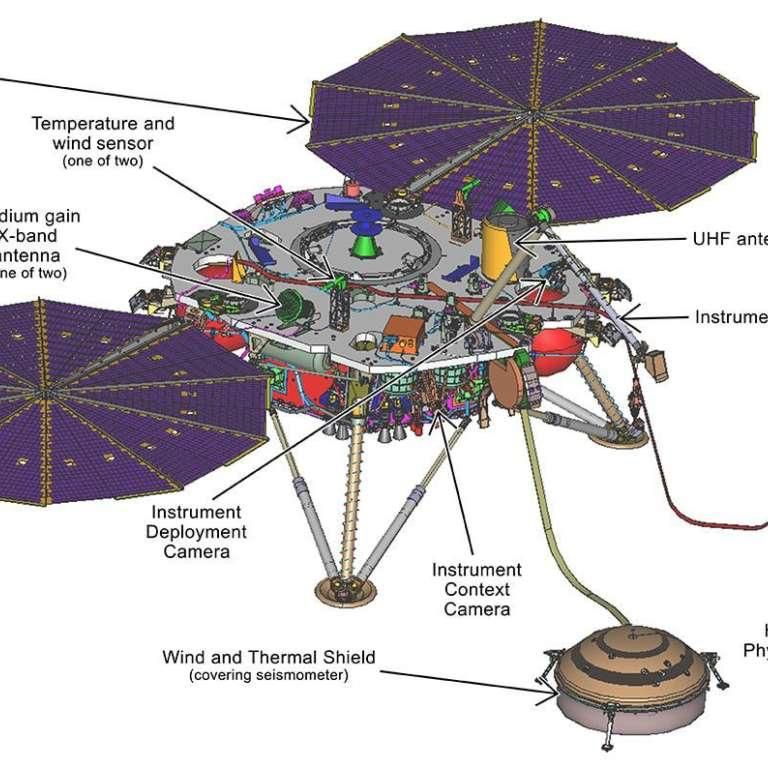 Temperature and
wind sensor
(one of two)
dium gain
X-band
antenna
ne of two)
UHF ante
Instrume
Instrument
Deployment
Camera
Instrument
Context
Camera
Wind and Thermal Shield
(covering seismometer)
Phy